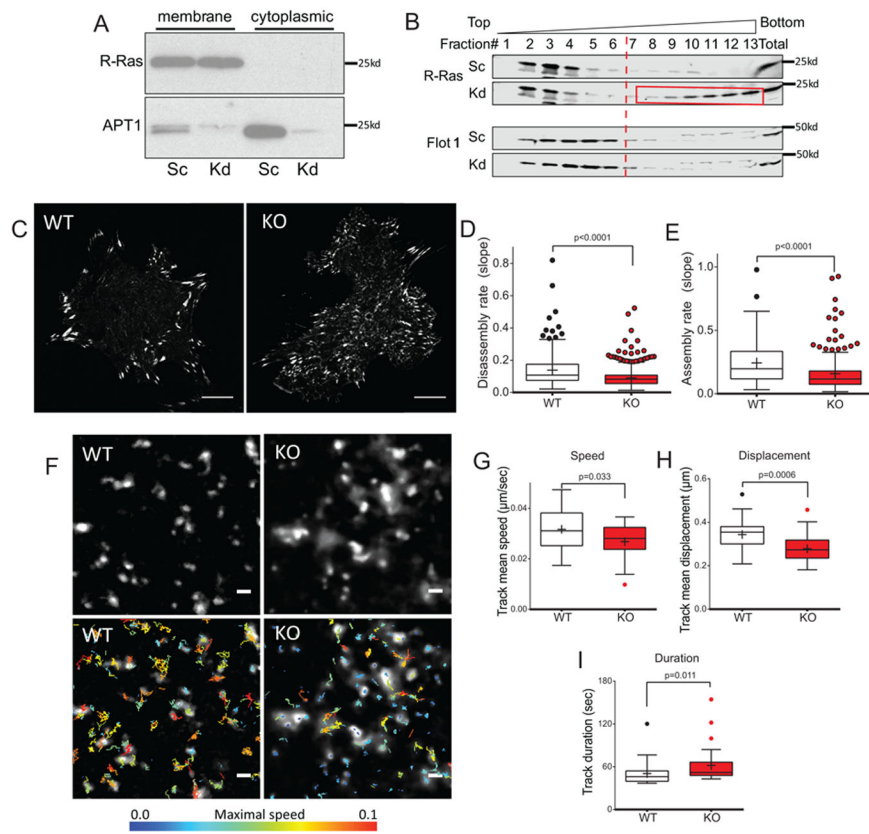 A
membrane cytoplasmic
R-Ras
25kd
APT1
25kd
Sc Kd Sc Kd
B
Top Bottom
Fraction# 1 2 3 4 5 6 7 8 9 10 11 12 13 Total
R-Ras
Sc
25kd
Kd
25kd
Flot 1
Sc
50kd
Kd
50kd
C
WT
KO
D
p<0.0001
Disassembly rate (slope)
0.8
0.6
0.4
0.2
0.0
WT KO
E
p<0.0001
Assembly rate (slope)
1.0
0.5
0.0
WT KO
F
WT
KO
WT
KO
0.0 Maximal speed 0.1
G
Speed
p=0.033
Track mean speed (µm/sec)
0.04
0.02
0.00
WT KO
H
Displacement
p=0.0006
Track mean displacement (µm)
0.6
0.4
0.2
0.0
WT KO
I
Duration
p=0.011
Track duration (sec)
180
120
60
0
WT KO